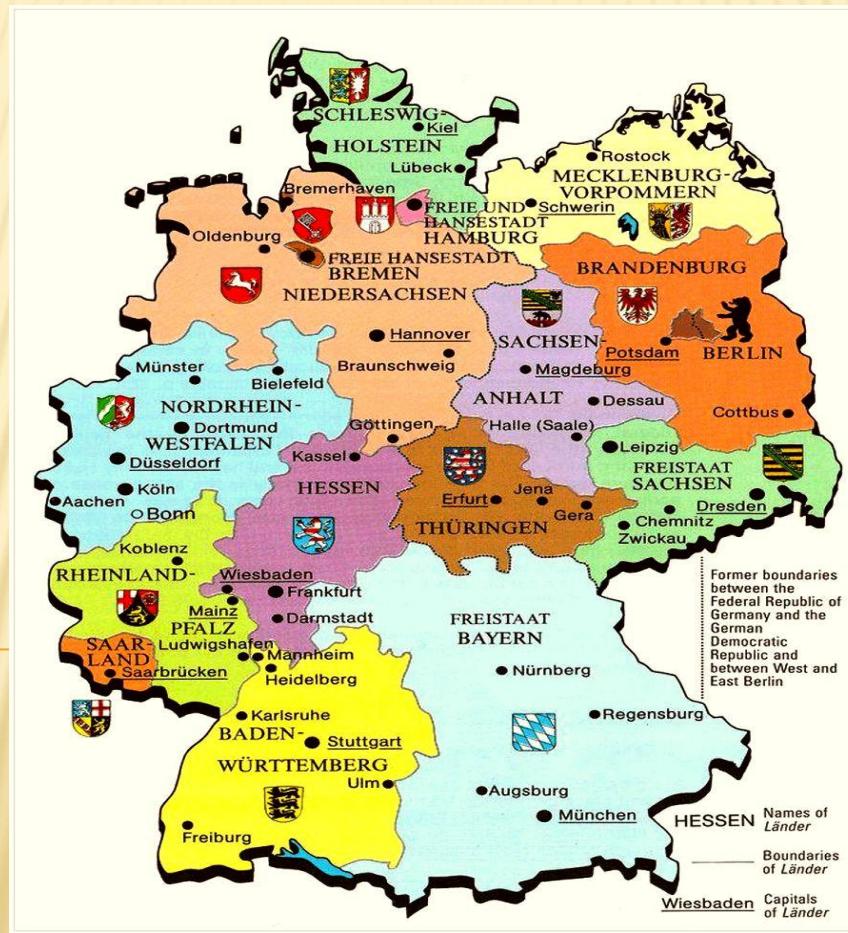 SCHLESWIG-
Kiel
HOLSTEIN
Lübeck
Rostock
MECKLENBURG-
VORPOMMERN
Schwerin
Bremerhaven
FREIE UND
HANSESTADT
HAMBURG
Oldenburg
FREIE HANSESTADT
BREMEN
NIEDERSACHSEN
BRANDENBURG
Hannover
Braunschweig
SACHSEN-
Magdeburg
ANHALT
Dessau
Halle (Saale)
Potsdam
BERLIN
Cottbus
Münster
Bielefeld
NORDRHEIN-
Dortmund
WESTFALEN
Düsseldorf
Köln
Aachen
Bonn
Göttingen
Kassel
HESSEN
Erfurt
Jena
Gera
THÜRINGEN
Leipzig
FREISTAAT
SACHSEN
Dresden
Chemnitz
Zwickau
Koblenz
RHEINLAND-
Wiesbaden
Frankfurt
Mainz
Darmstadt
PFALZ
SAAR-
LAND
Ludwigshafen
Mannheim
Saarbrücken
Heidelberg
FREISTAAT
BAYERN
Nürnberg
Regensburg
Karlsruhe
BADEN-
Stuttgart
WÜRTTEMBERG
Ulm
Augsburg
München
Freiburg
Former boundaries
between the
Federal Republic of
Germany and the
German
Democratic
Republic and
between West and
East Berlin
HESSEN Names of
Länder
Boundaries
of Länder
Wiesbaden Capitals
of Länder